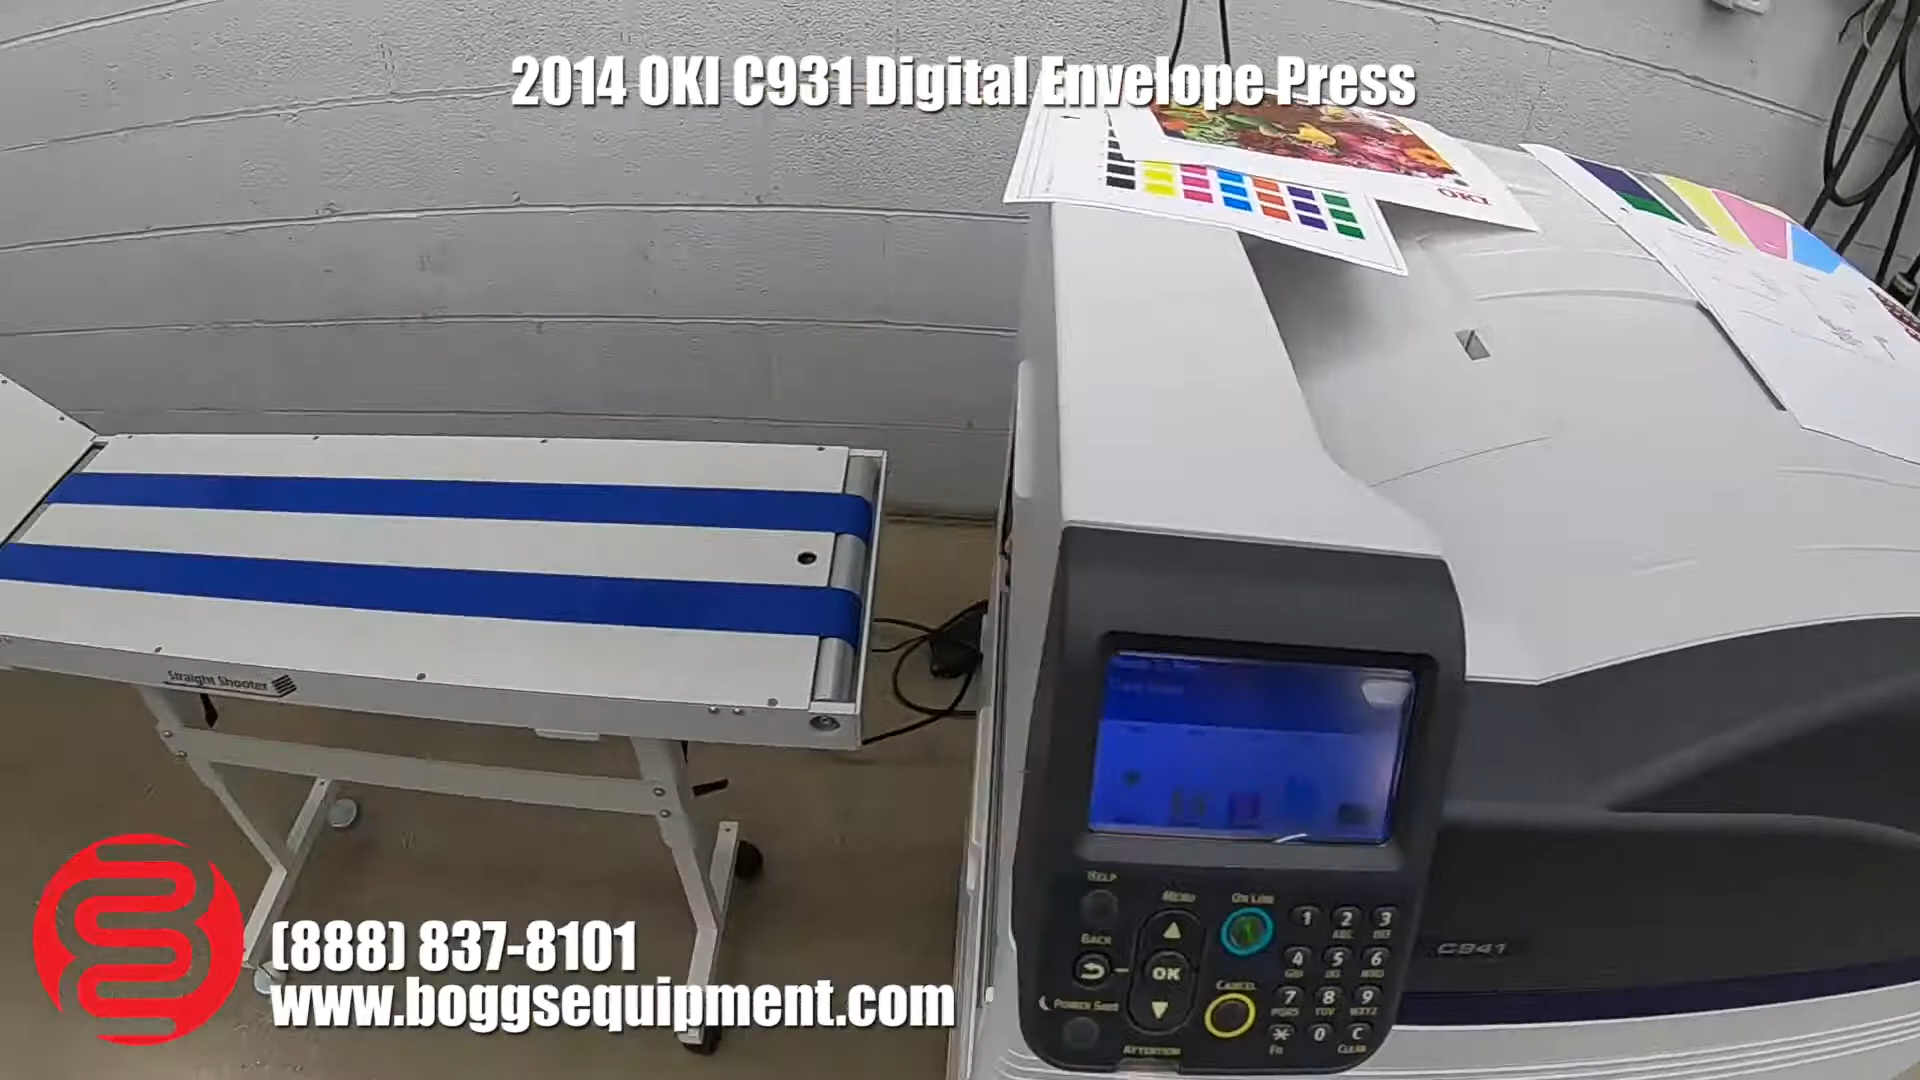 2014 OKI C931 Digital Envelope Press
OKI
Straight Shooter
HELP
MENU
ON LINE
1
2
3
ABC
DEF
BACK
4
5
6
GHI
JKL
MNO
OK
CANCEL
7
8
9
PQRS
TUV
WXYZ
POWER SAVE
0
C
Fn
CLEAR
ATTENTION
C941
(888) 837-8101
www.boggsequipment.com